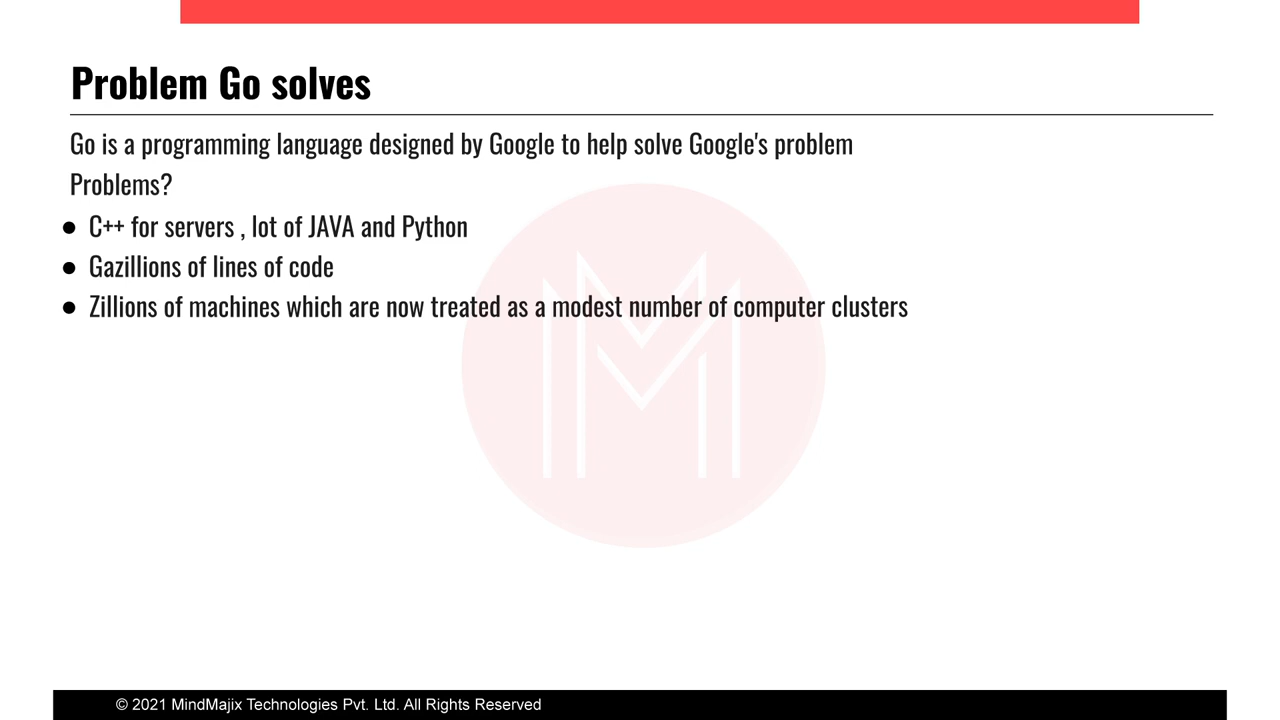 Problem Go solves
Go is a programming language designed by Google to help solve Google's problem
Problems?
● C++ for servers , lot of JAVA and Python
● Gazillions of lines of code
● Zillions of machines which are now treated as a modest number of computer clusters
© 2021 MindMajix Technologies Pvt. Ltd. All Rights Reserved